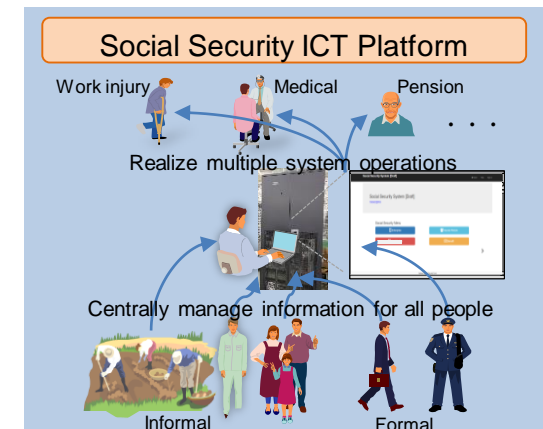 Social Security ICT Platform
Work injury Medical Pension
. . .
Realize multiple system operations
Social Security System (Draft)
Centrally manage information for all people
Informal Formal